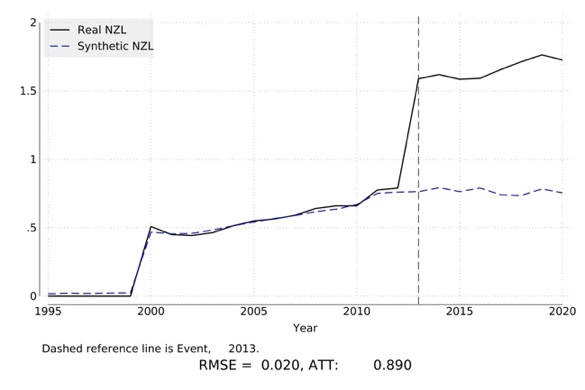 2
Real NZL
Synthetic NZL
1.5
1
.5
0
1995 2000 2005 2010 2015 2020
Year
Dashed reference line is Event, 2013.
RMSE = 0.020, ATT: 0.890